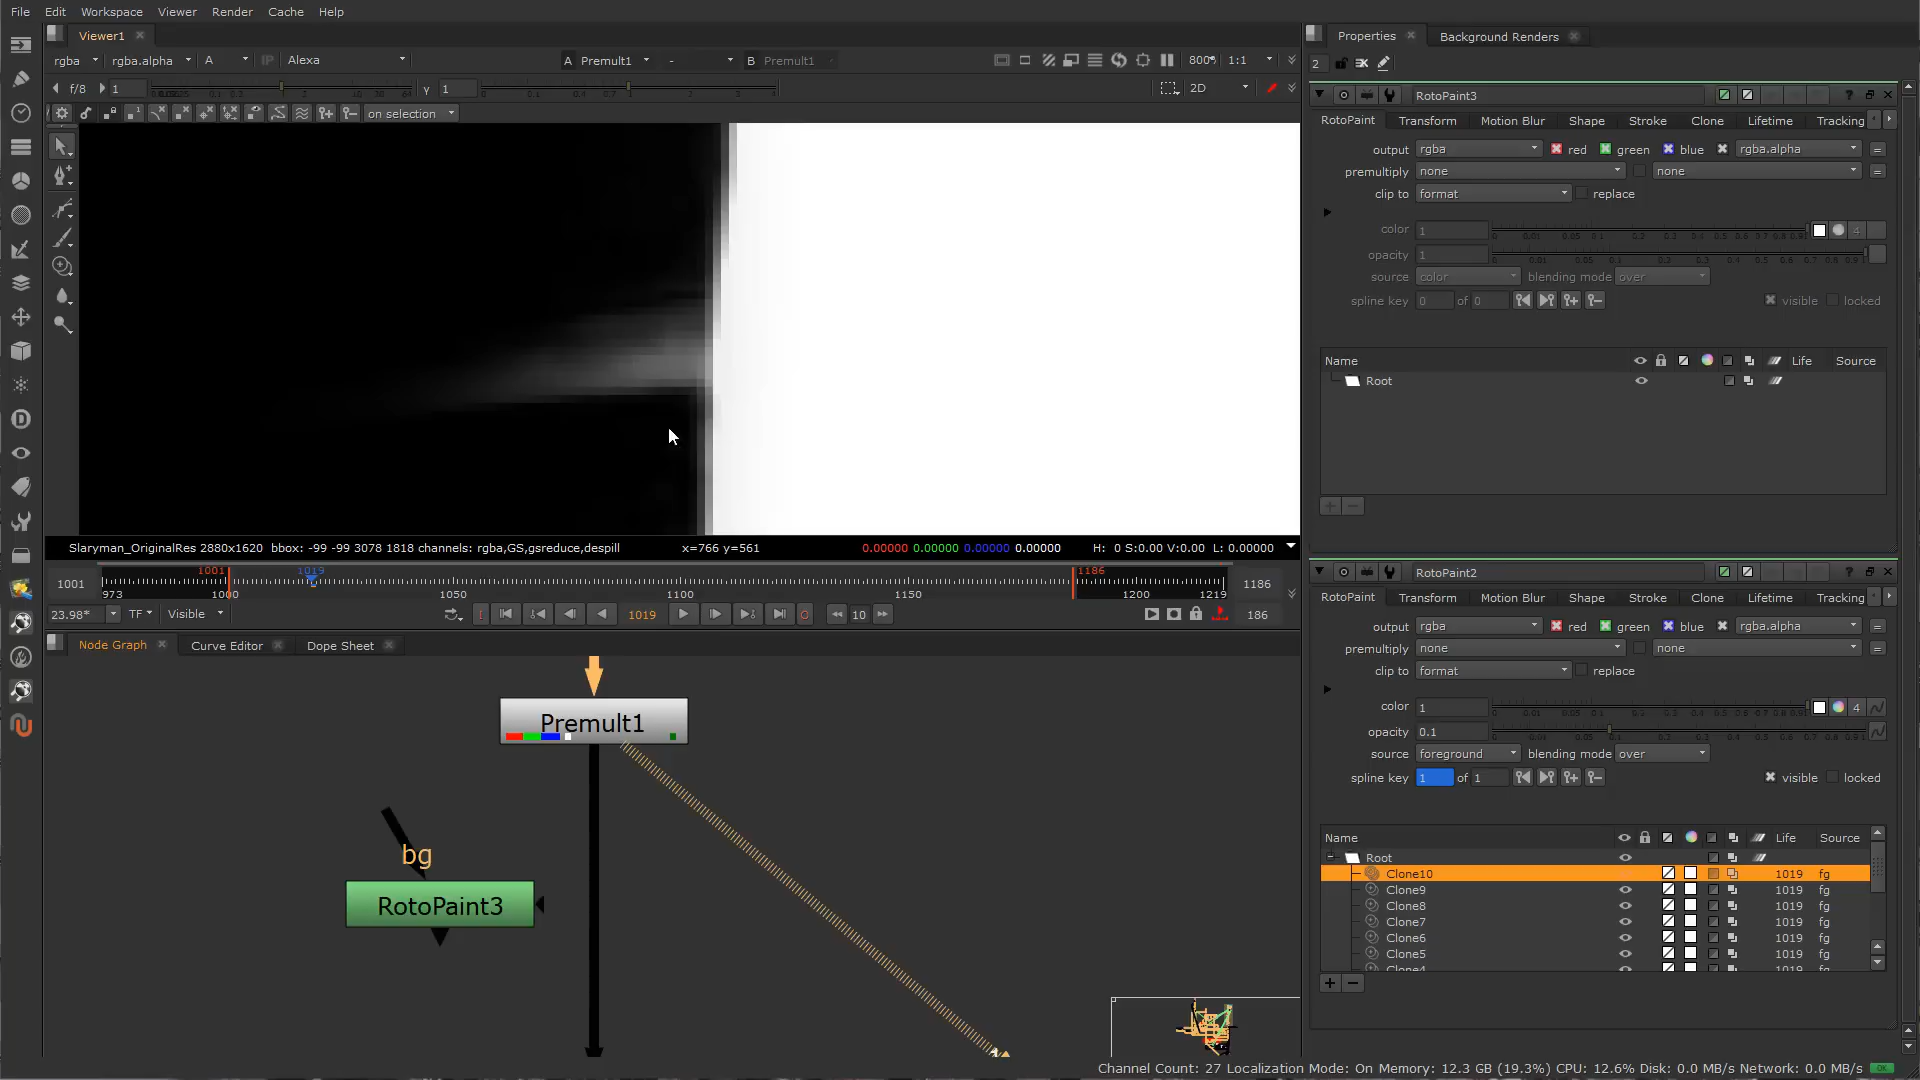 File Edit Workspace Viewer Render Cache Help
Viewer1
Properties Background Renders
rgba rgba.alpha A IP Alexa A Premult1 - B Premult1 1:1
2
f/8 1 γ 1 2D
on selection
RotoPaint3
RotoPaint Transform Motion Blur Shape Stroke Clone Lifetime Tracking
output rgba red green blue rgba.alpha =
premultiply none none =
clip to format replace
color 1 4
opacity 1
source color blending mode over
spline key 0 of 0 visible locked
Name Life Source
Root
Slaryman_OriginalRes 2880x1620 bbox: -99 -99 3078 1818 channels: rgba,GS,gsreduce,despill x=766 y=561 0.00000 0.00000 0.00000 0.00000 H: 0 S:0.00 V:0.00 L: 0.00000
1001 1001 1019 1186 1186
973 1000 1050 1100 1150 1200 1219
23.98* TF Visible 1019 10 186
Node Graph Curve Editor Dope Sheet
Premult1
bg
RotoPaint3
RotoPaint2
RotoPaint Transform Motion Blur Shape Stroke Clone Lifetime Tracking
output rgba red green blue rgba.alpha =
premultiply none none =
clip to format replace
color 1 4
opacity 0.1
source foreground blending mode over
spline key 1 of 1 visible locked
Name Life Source
Root
Clone10 1019 fg
Clone9 1019 fg
Clone8 1019 fg
Clone7 1019 fg
Clone6 1019 fg
Clone5 1019 fg
Clone4 1019 fg
Channel Count: 27 Localization Mode: On Memory: 12.3 GB (19.3%) CPU: 12.6% Disk: 0.0 MB/s Network: 0.0 MB/s OK